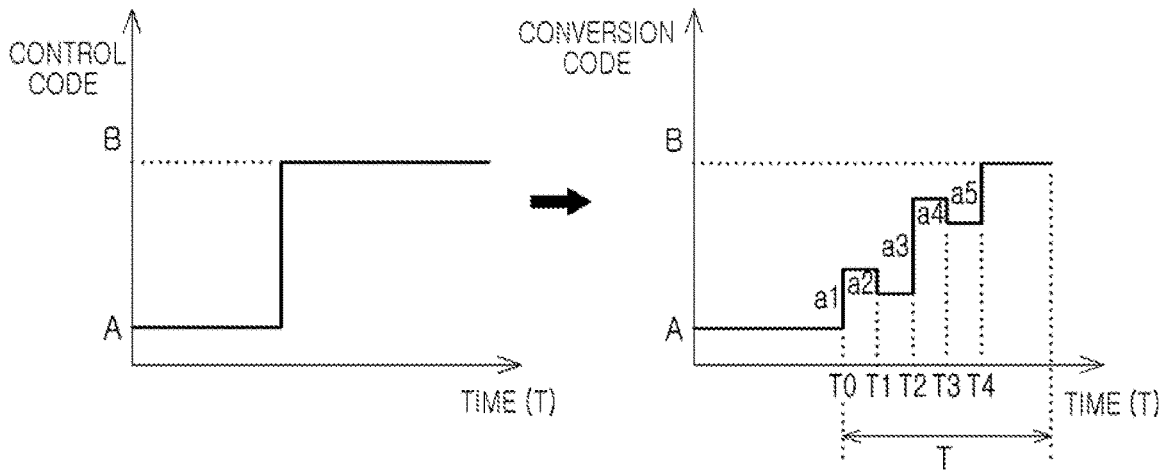 CONTROL
CODE
B
A
TIME (T)
CONVERSION
CODE
B
A
a1
a2
a3
a4
a5
T0 T1 T2 T3 T4
TIME (T)
T